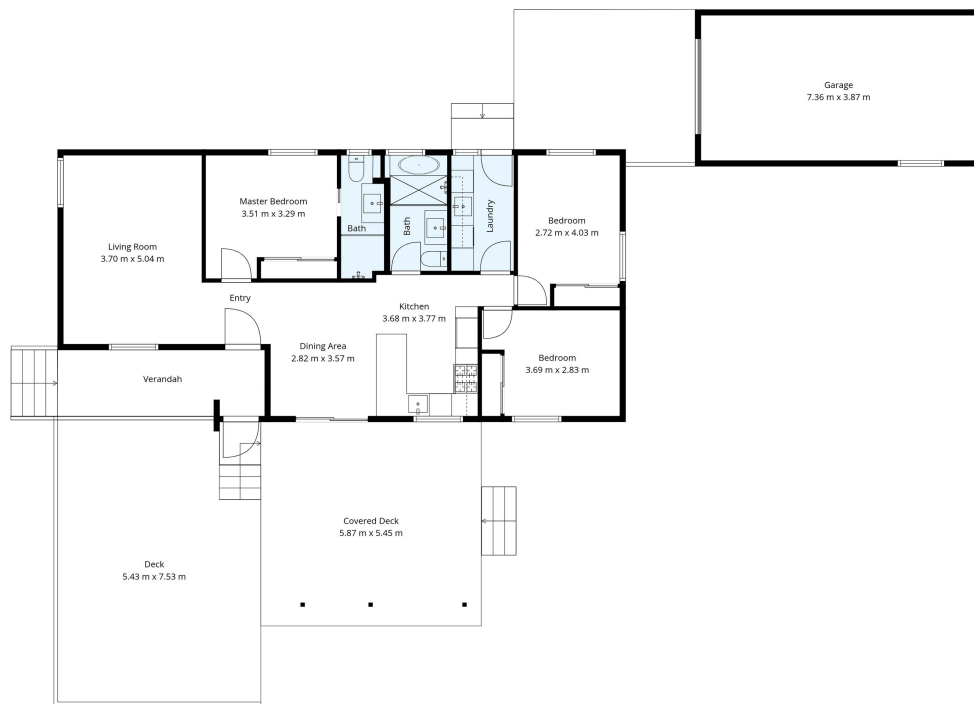 Garage
7.36 m x 3.87 m
Master Bedroom
3.51 m x 3.29 m
Bath
Bath
Laundry
Bedroom
2.72 m x 4.03 m
Living Room
3.70 m x 5.04 m
Entry
Kitchen
3.68 m x 3.77 m
Dining Area
2.82 m x 3.57 m
Bedroom
3.69 m x 2.83 m
Verandah
Covered Deck
5.87 m x 5.45 m
Deck
5.43 m x 7.53 m